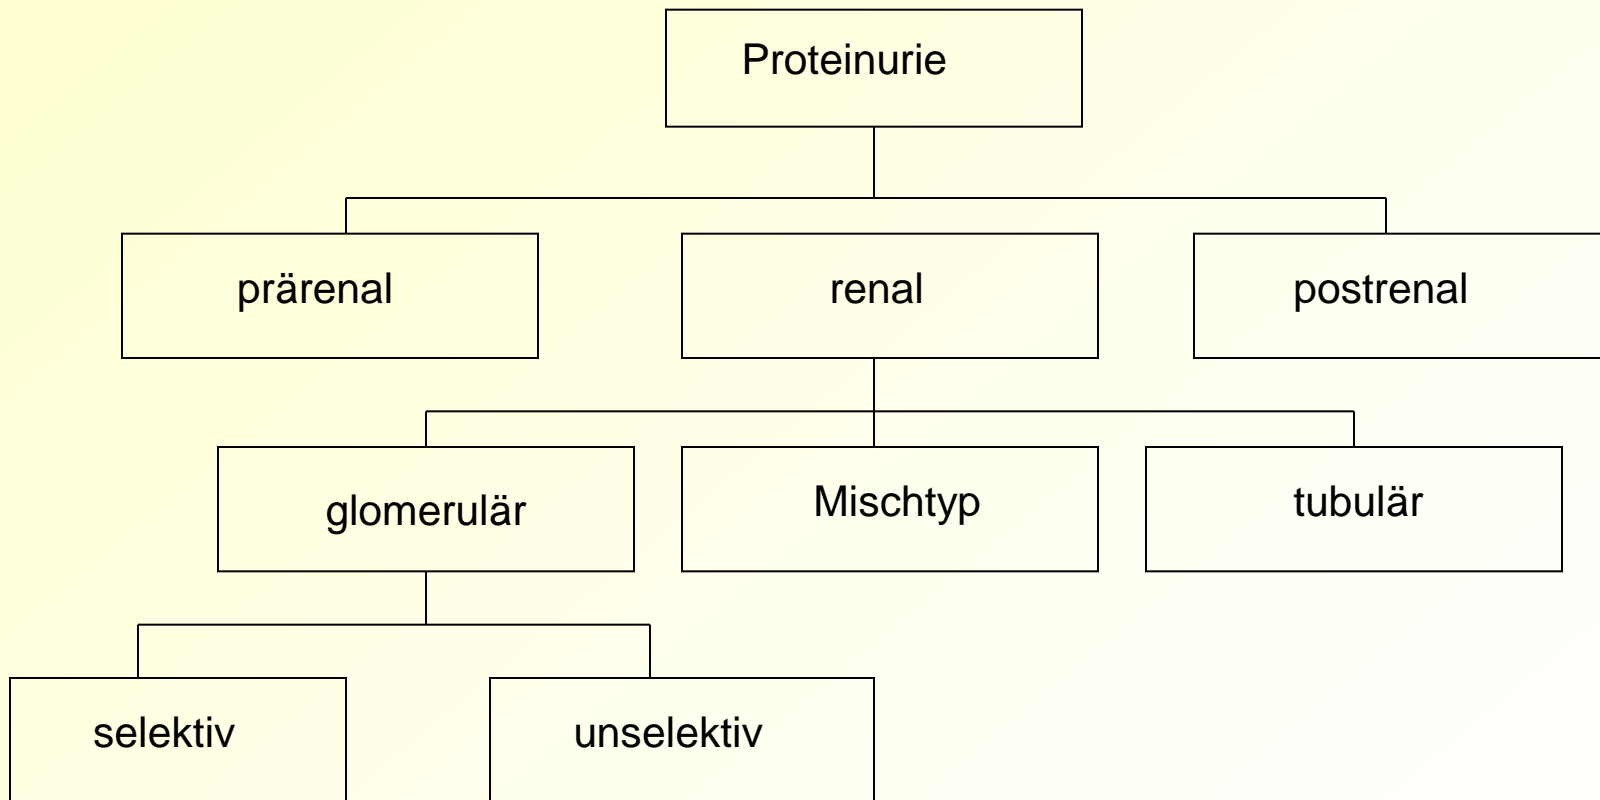 Proteinurie
prärenal
renal
postrenal
glomerulär
Mischtyp
tubulär
selektiv
unselektiv